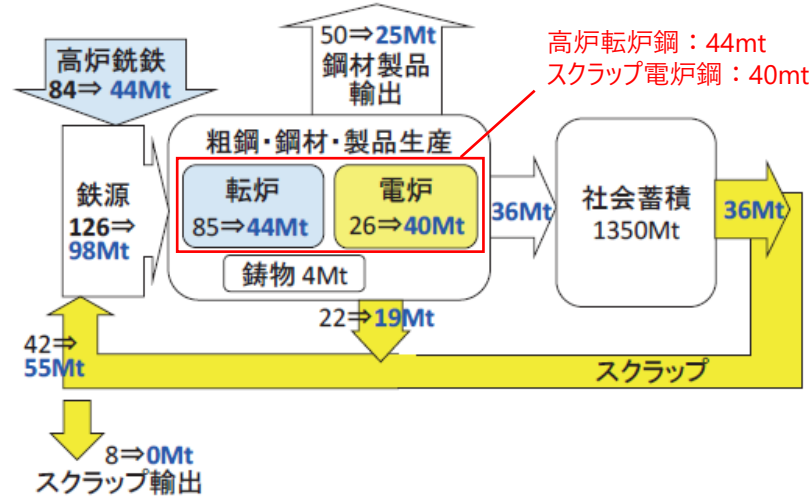 50⇒25Mt
鋼材製品
輸出
高炉転炉鋼：44mt
スクラップ電炉鋼：40mt
高炉銑鉄
84⇒ 44Mt
粗鋼・鋼材・製品生産
鉄源
126⇒
98Mt
転炉
85⇒44Mt
電炉
26⇒40Mt
鋳物 4Mt
36Mt
社会蓄積
1350Mt
36Mt
22⇒19Mt
42⇒
55Mt
スクラップ
8⇒0Mt
スクラップ輸出